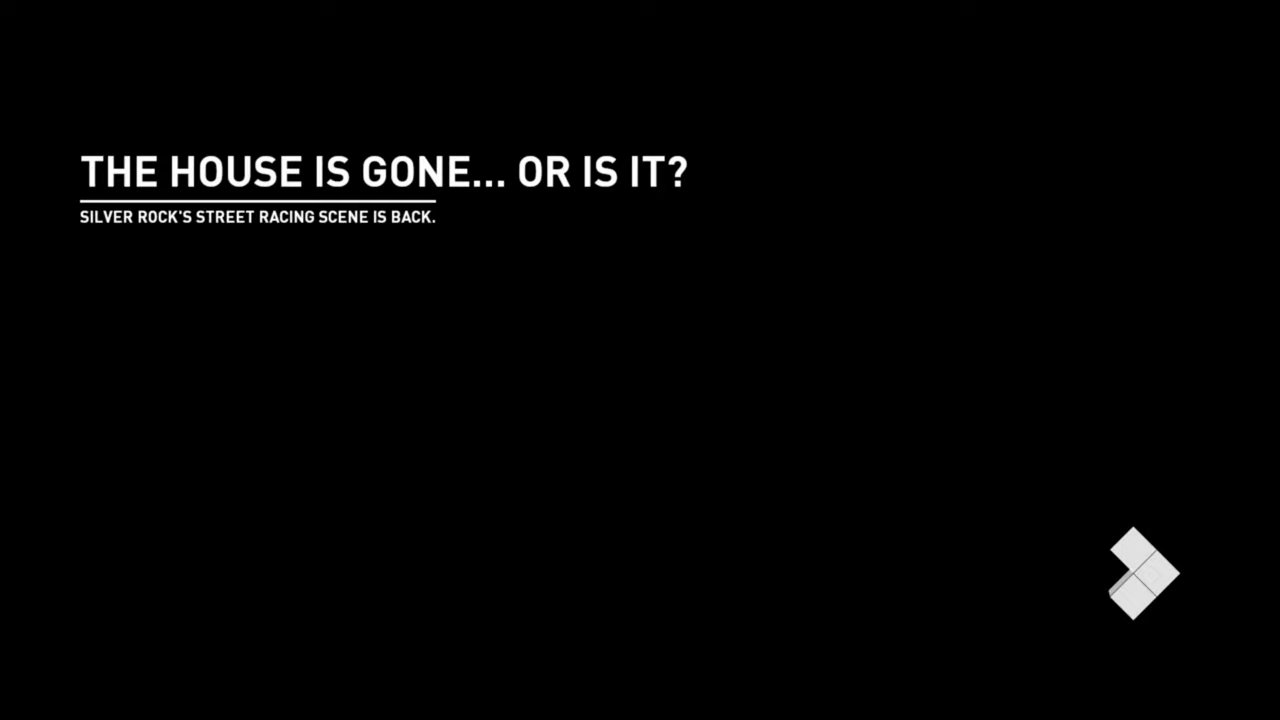 THE HOUSE IS GONE... OR IS IT?
SILVER ROCK'S STREET RACING SCENE IS BACK.